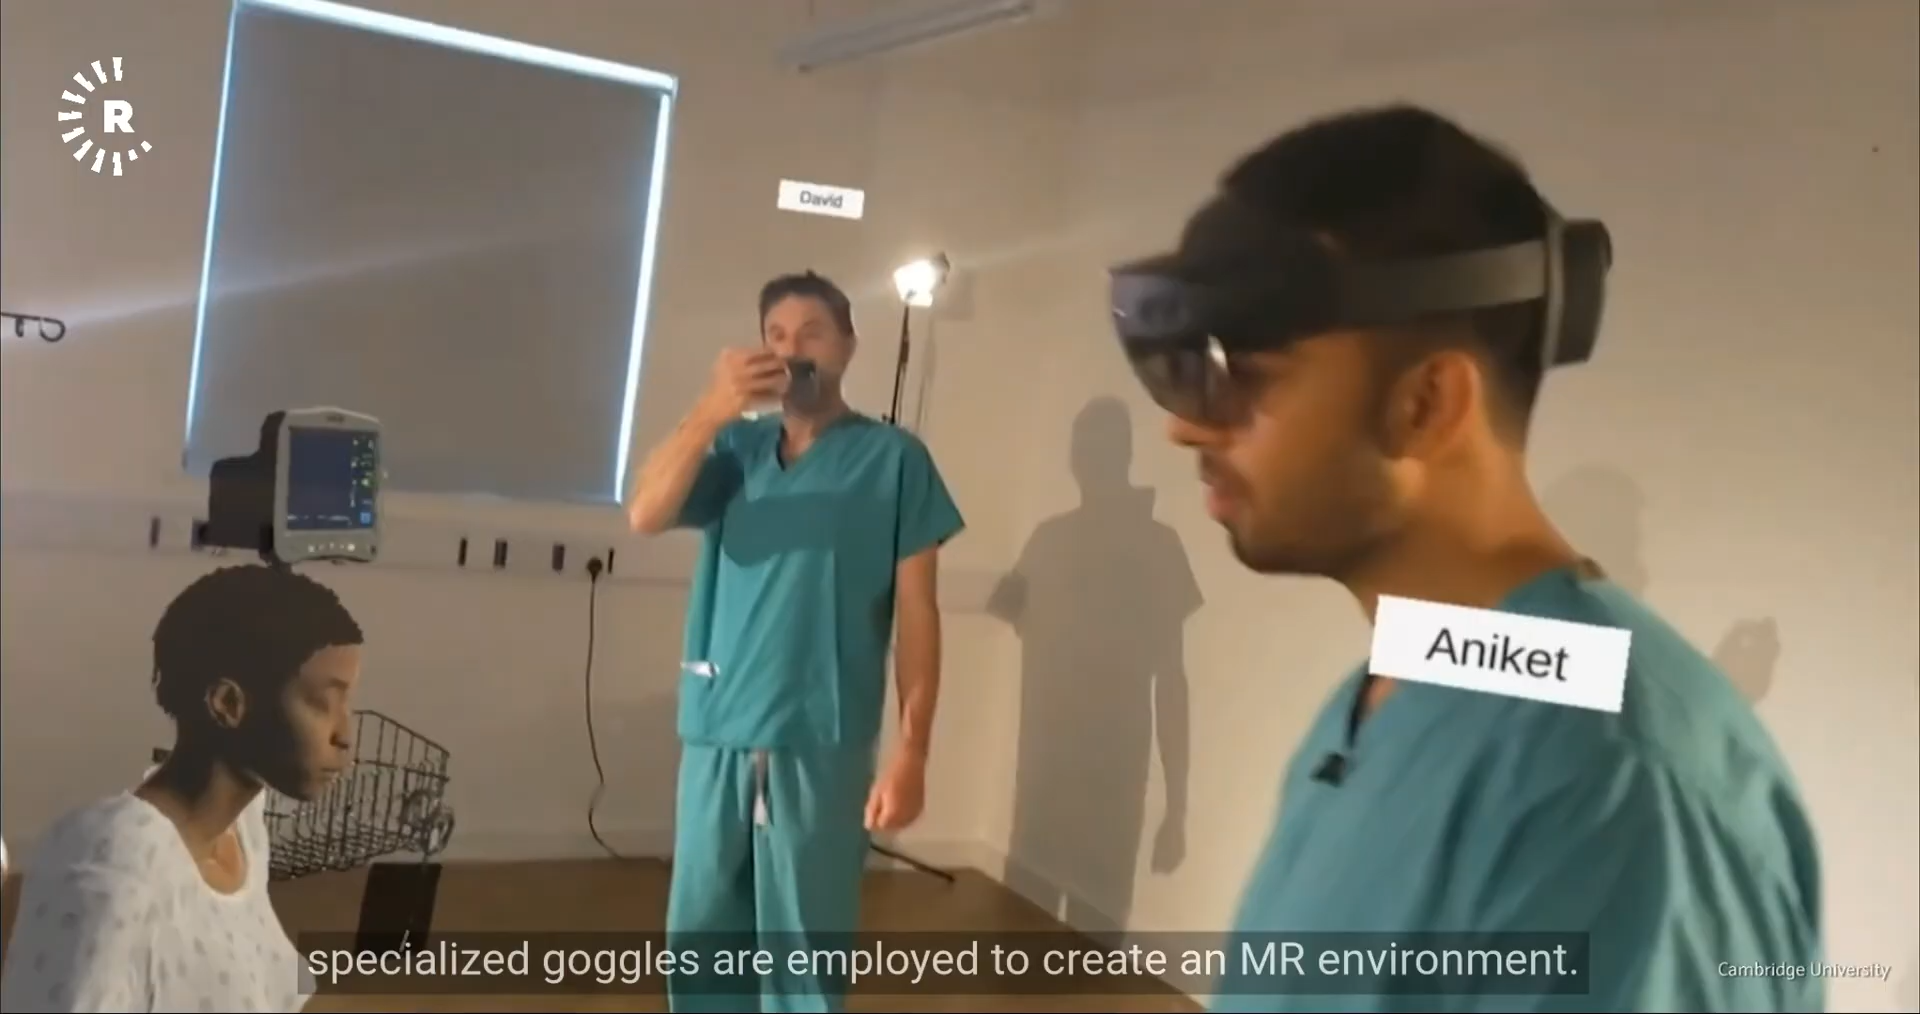 R
David
Aniket
specialized goggles are employed to create an MR environment.
Cambridge University